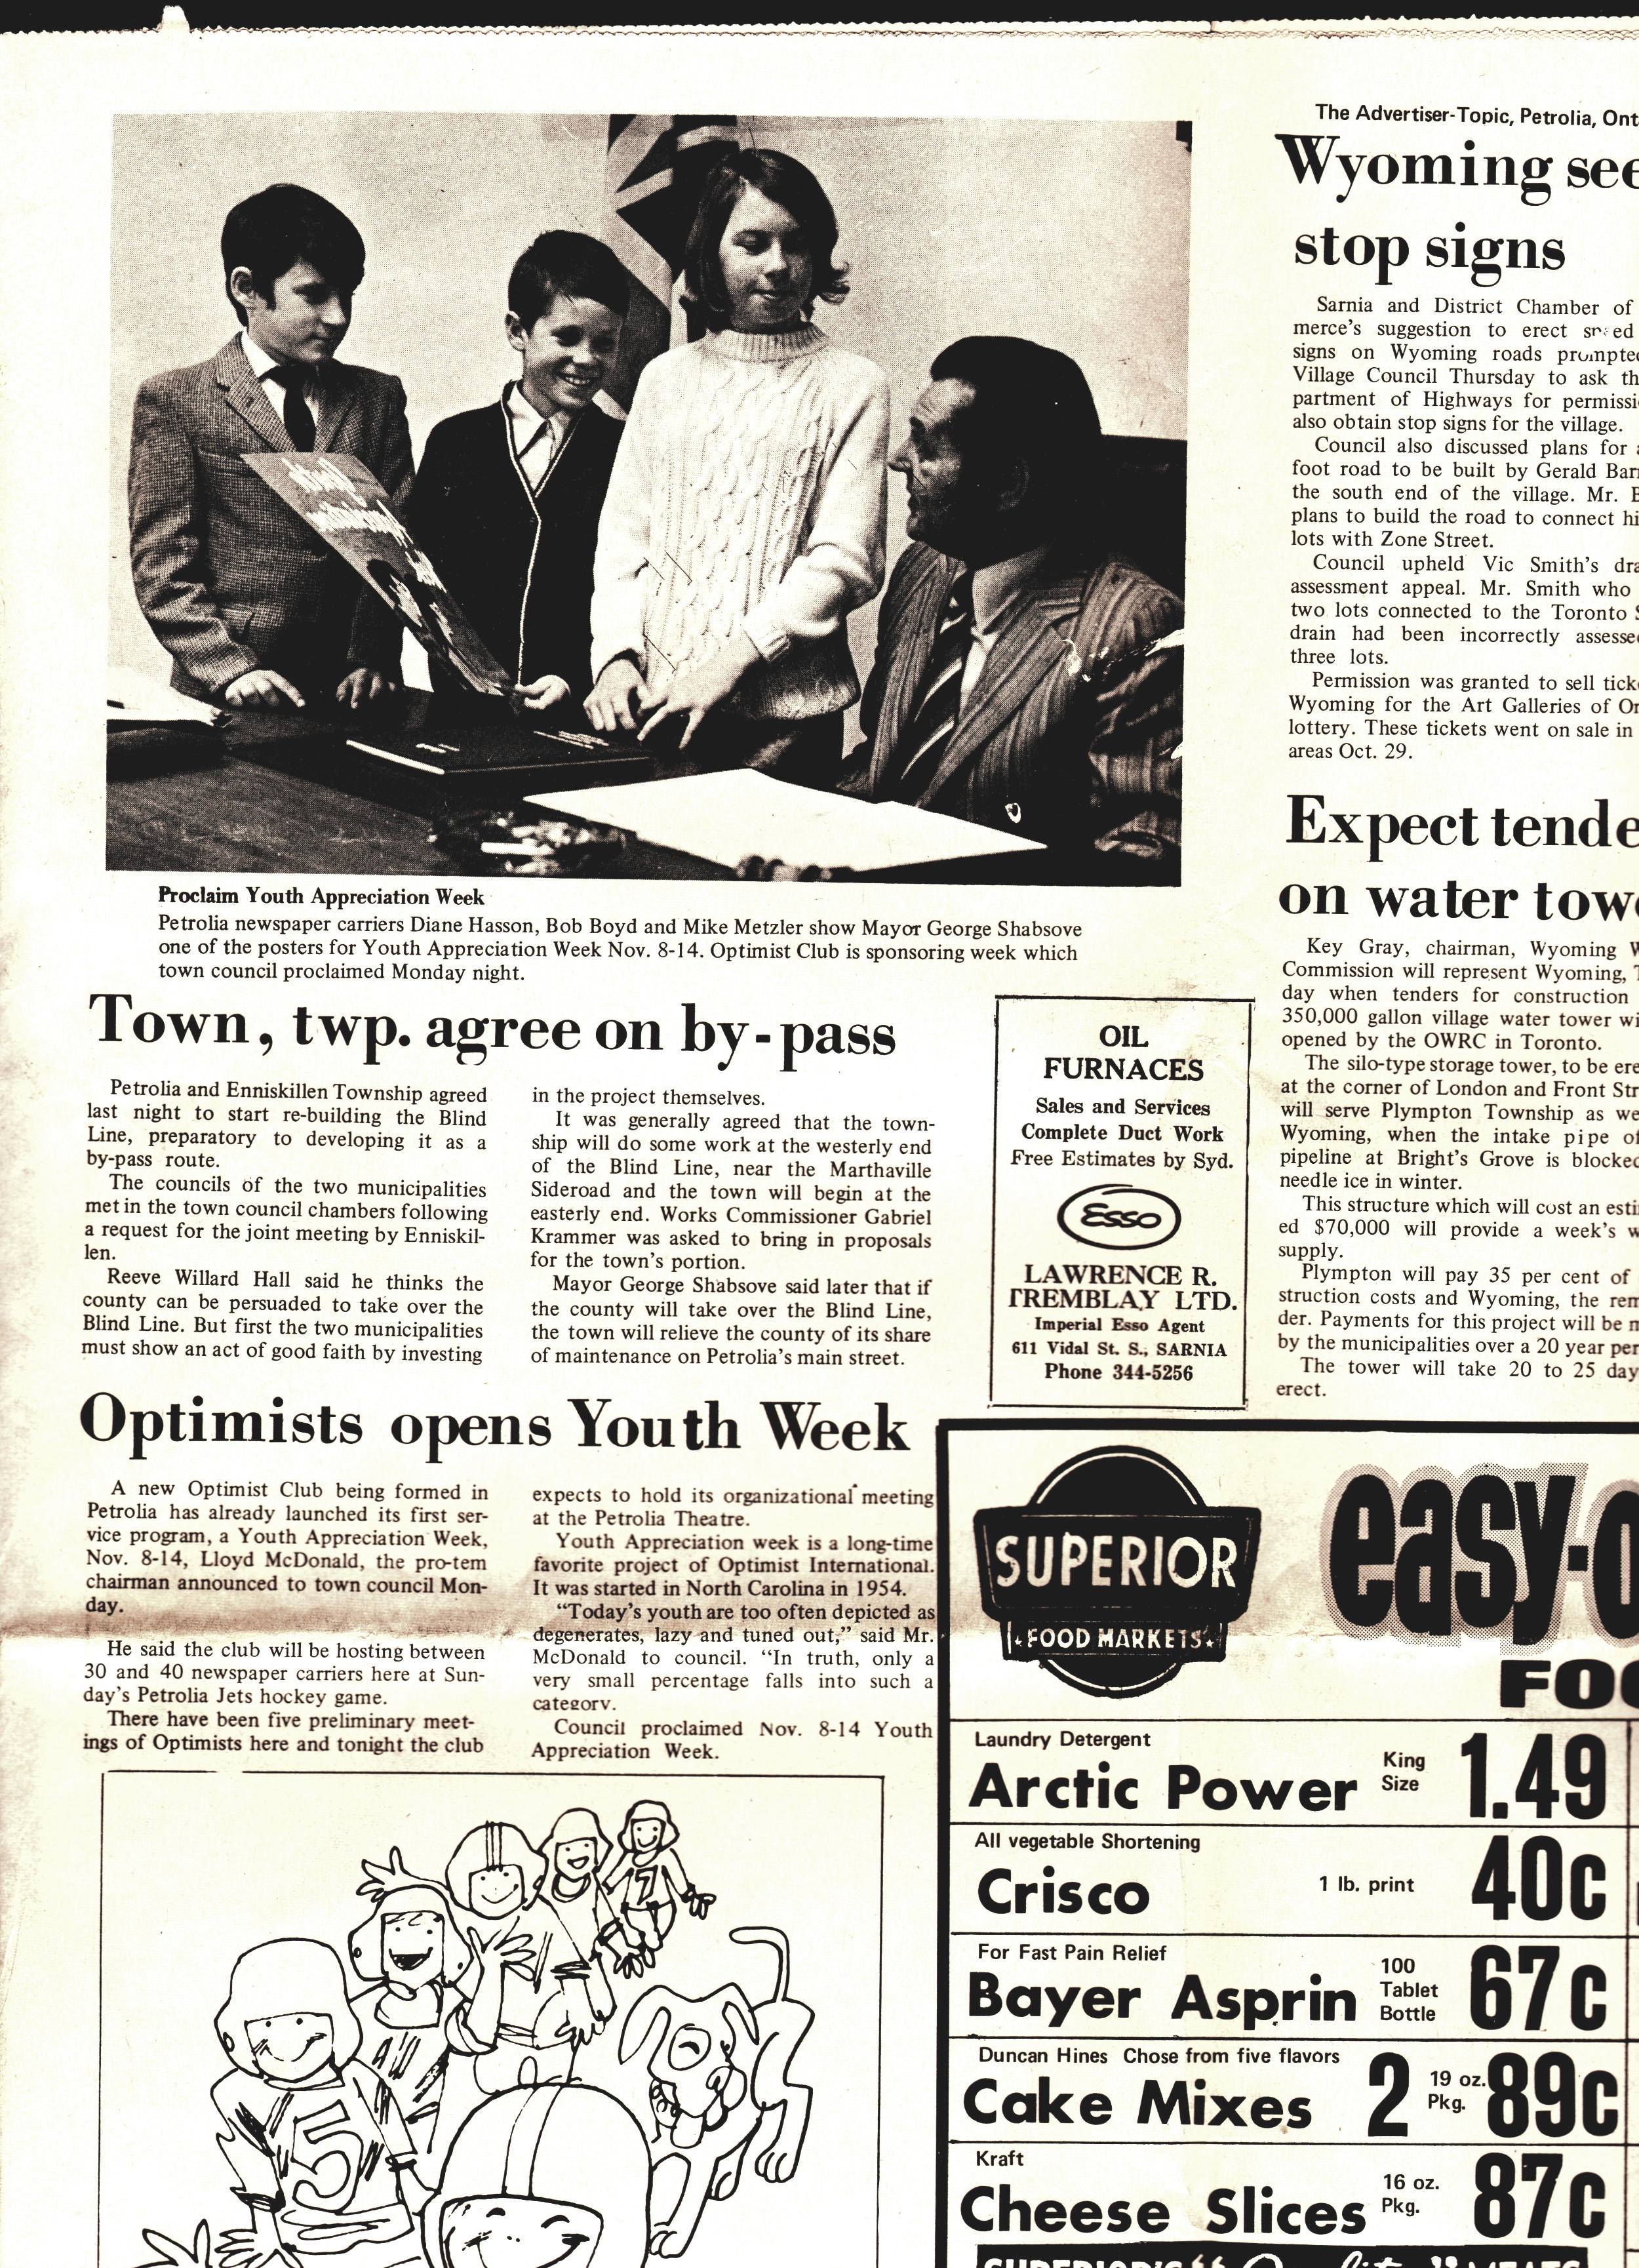 The Advertiser-Topic, Petrolia, Ont
Proclaim Youth Appreciation Week
Petrolia newspaper carriers Diane Hasson, Bob Boyd and Mike Metzler show Mayor George Shabsove
one of the posters for Youth Appreciation Week Nov. 8-14. Optimist Club is sponsoring week which
town council proclaimed Monday night.
Town, twp. agree on by-pass
Petrolia and Enniskillen Township agreed
last night to start re-building the Blind
Line, preparatory to developing it as a
by-pass route.
The councils of the two municipalities
met in the town council chambers following
a request for the joint meeting by Enniskil-
len.
Reeve Willard Hall said he thinks the
county can be persuaded to take over the
Blind Line. But first the two municipalities
must show an act of good faith by investing
in the project themselves.
It was generally agreed that the town-
ship will do some work at the westerly end
of the Blind Line, near the Marthaville
Sideroad and the town will begin at the
easterly end. Works Commissioner Gabriel
Krammer was asked to bring in proposals
for the town's portion.
Mayor George Shabsove said later that if
the county will take over the Blind Line,
the town will relieve the county of its share
of maintenance on Petrolia's main street.
OIL
FURNACES
Sales and Services
Complete Duct Work
Free Estimates by Syd.
Esso
LAWRENCE R.
TREMBLAY LTD.
Imperial Esso Agent
611 Vidal St. S., SARNIA
Phone 344-5256
Optimists opens Youth Week
A new Optimist Club being formed in
Petrolia has already launched its first ser-
vice program, a Youth Appreciation Week,
Nov. 8-14, Lloyd McDonald, the pro-tem
chairman announced to town council Mon-
day.
He said the club will be hosting between
30 and 40 newspaper carriers here at Sun-
day's Petrolia Jets hockey game.
There have been five preliminary meet-
ings of Optimists here and tonight the club
expects to hold its organizational meeting
at the Petrolia Theatre.
Youth Appreciation week is a long-time
favorite project of Optimist International.
It was started in North Carolina in 1954.
“Today's youth are too often depicted as
degenerates, lazy and tuned out,” said Mr.
McDonald to council. “In truth, only a
very small percentage falls into such a
category.
Council proclaimed Nov. 8-14 Youth
Appreciation Week.
7
5
Wyoming see
stop signs
Sarnia and District Chamber of
merce's suggestion to erect speed
signs on Wyoming roads prompted
Village Council Thursday to ask th
partment of Highways for permissi
also obtain stop signs for the village.
Council also discussed plans for a
foot road to be built by Gerald Bar
the south end of the village. Mr. B
plans to build the road to connect hi
lots with Zone Street.
Council upheld Vic Smith's dra
assessment appeal. Mr. Smith who
two lots connected to the Toronto S
drain had been incorrectly assesse
three lots.
Permission was granted to sell tick
Wyoming for the Art Galleries of On
lottery. These tickets went on sale in
areas Oct. 29.
Expect tende
on water towe
Key Gray, chairman, Wyoming W
Commission will represent Wyoming, T
day when tenders for construction
350,000 gallon village water tower wi
opened by the OWRC in Toronto.
The silo-type storage tower, to be ere
at the corner of London and Front Str
will serve Plympton Township as we
Wyoming, when the intake pipe of
pipeline at Bright's Grove is blocked
needle ice in winter.
This structure which will cost an esti
ed $70,000 will provide a week's w
supply.
Plympton will pay 35 per cent of
struction costs and Wyoming, the rem
der. Payments for this project will be m
by the municipalities over a 20 year per
The tower will take 20 to 25 day
erect.
SUPERIOR
FOOD MARKETS
easy-o
FOO
Laundry Detergent
Arctic Power King Size 1.49
All vegetable Shortening
Crisco 1 lb. print 40c
For Fast Pain Relief
Bayer Asprin 100 Tablet Bottle 67c
Duncan Hines Chose from five flavors
Cake Mixes 2 19 oz. Pkg. 89c
Kraft
Cheese Slices 16 oz. Pkg. 87c
SUPERIOR'S “Quality” MEATS